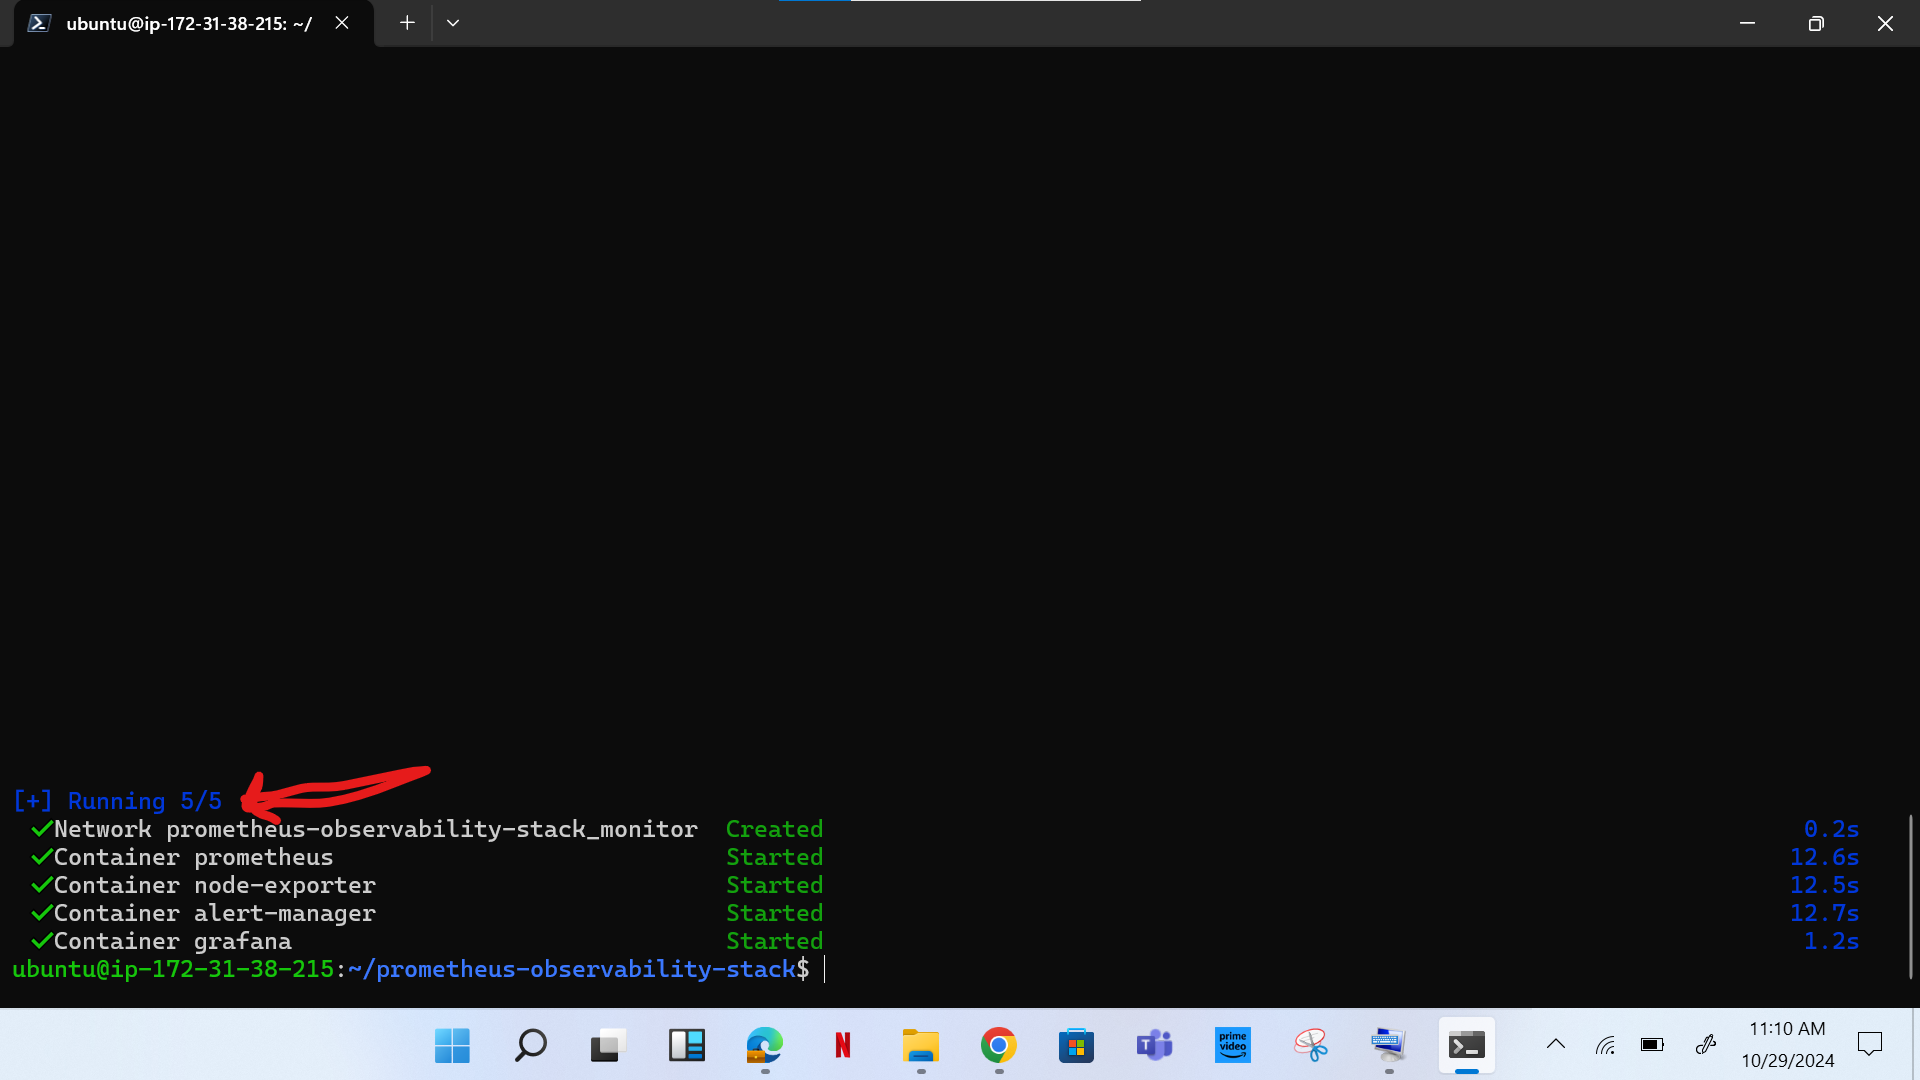 ubuntu@ip-172-31-38-215: ~/
[+] Running 5/5
✔Network prometheus-observability-stack_monitor Created 0.2s
✔Container prometheus Started 12.6s
✔Container node-exporter Started 12.5s
✔Container alert-manager Started 12.7s
✔Container grafana Started 1.2s
ubuntu@ip-172-31-38-215:~/prometheus-observability-stack$
N
T
prime video
11:10 AM
10/29/2024